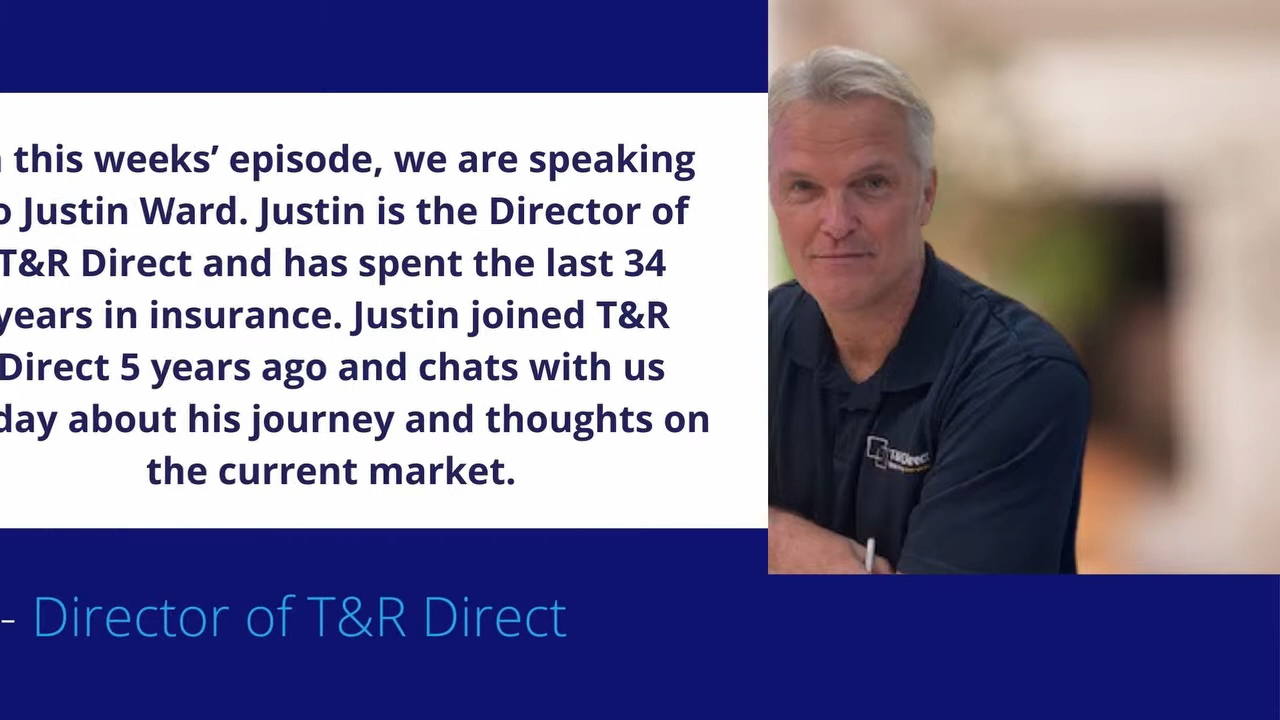 this weeks’ episode, we are speaking
Justin Ward. Justin is the Director of
T&R Direct and has spent the last 34
years in insurance. Justin joined T&R
Direct 5 years ago and chats with us
day about his journey and thoughts on
the current market.
- Director of T&R Direct